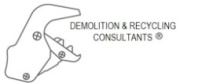 DEMOLITION & RECYCLING
CONSULTANTS ®